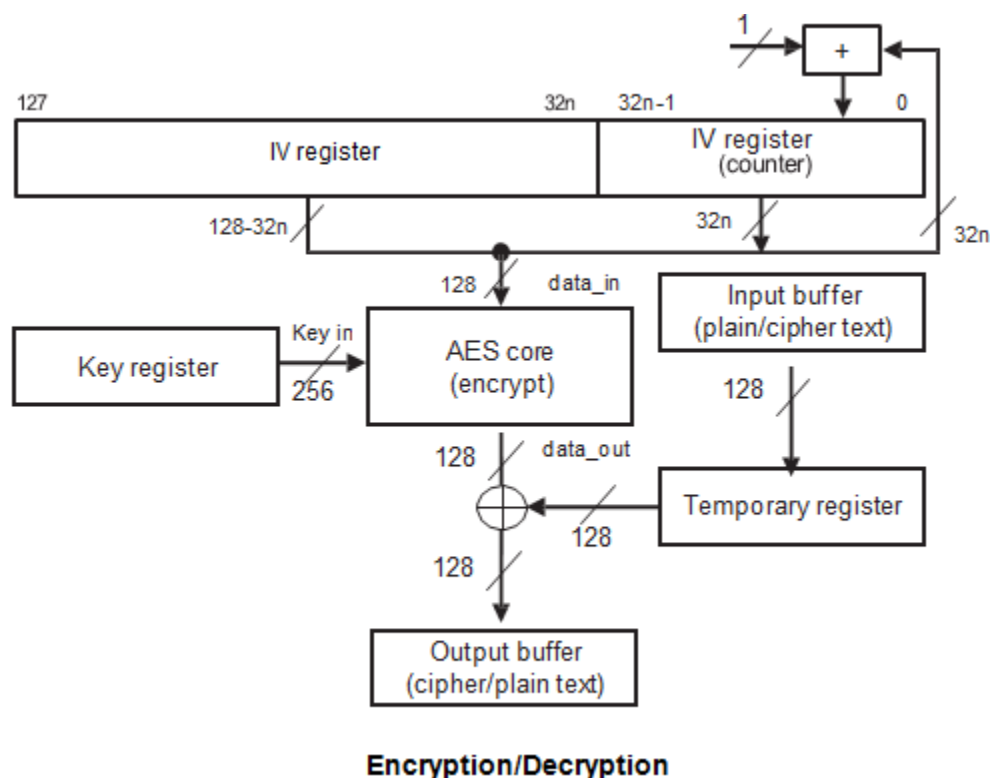 1
+
127
32n
32n-1
0
IV register
IV register
(counter)
128-32n
32n
32n
128
data_in
Input buffer
(plain/cipher text)
Key register
Key in
256
AES core
(encrypt)
128
128
data_out
Temporary register
128
128
Output buffer
(cipher/plain text)
Encryption/Decryption